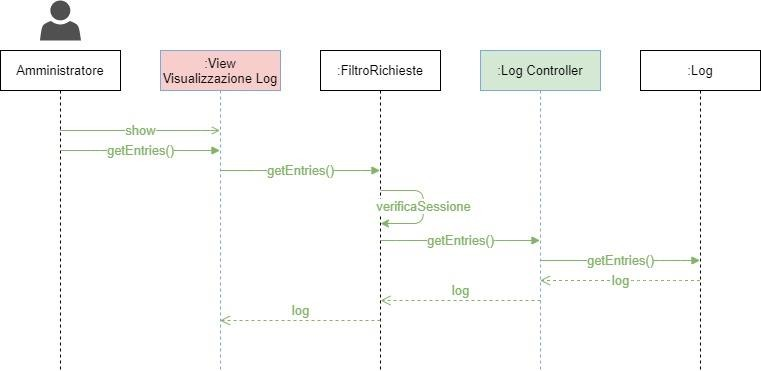 Amministratore
:View
Visualizzazione Log
:FiltroRichieste
:Log Controller
:Log
show
getEntries()
getEntries()
verificaSessione
getEntries()
getEntries()
log
log
log